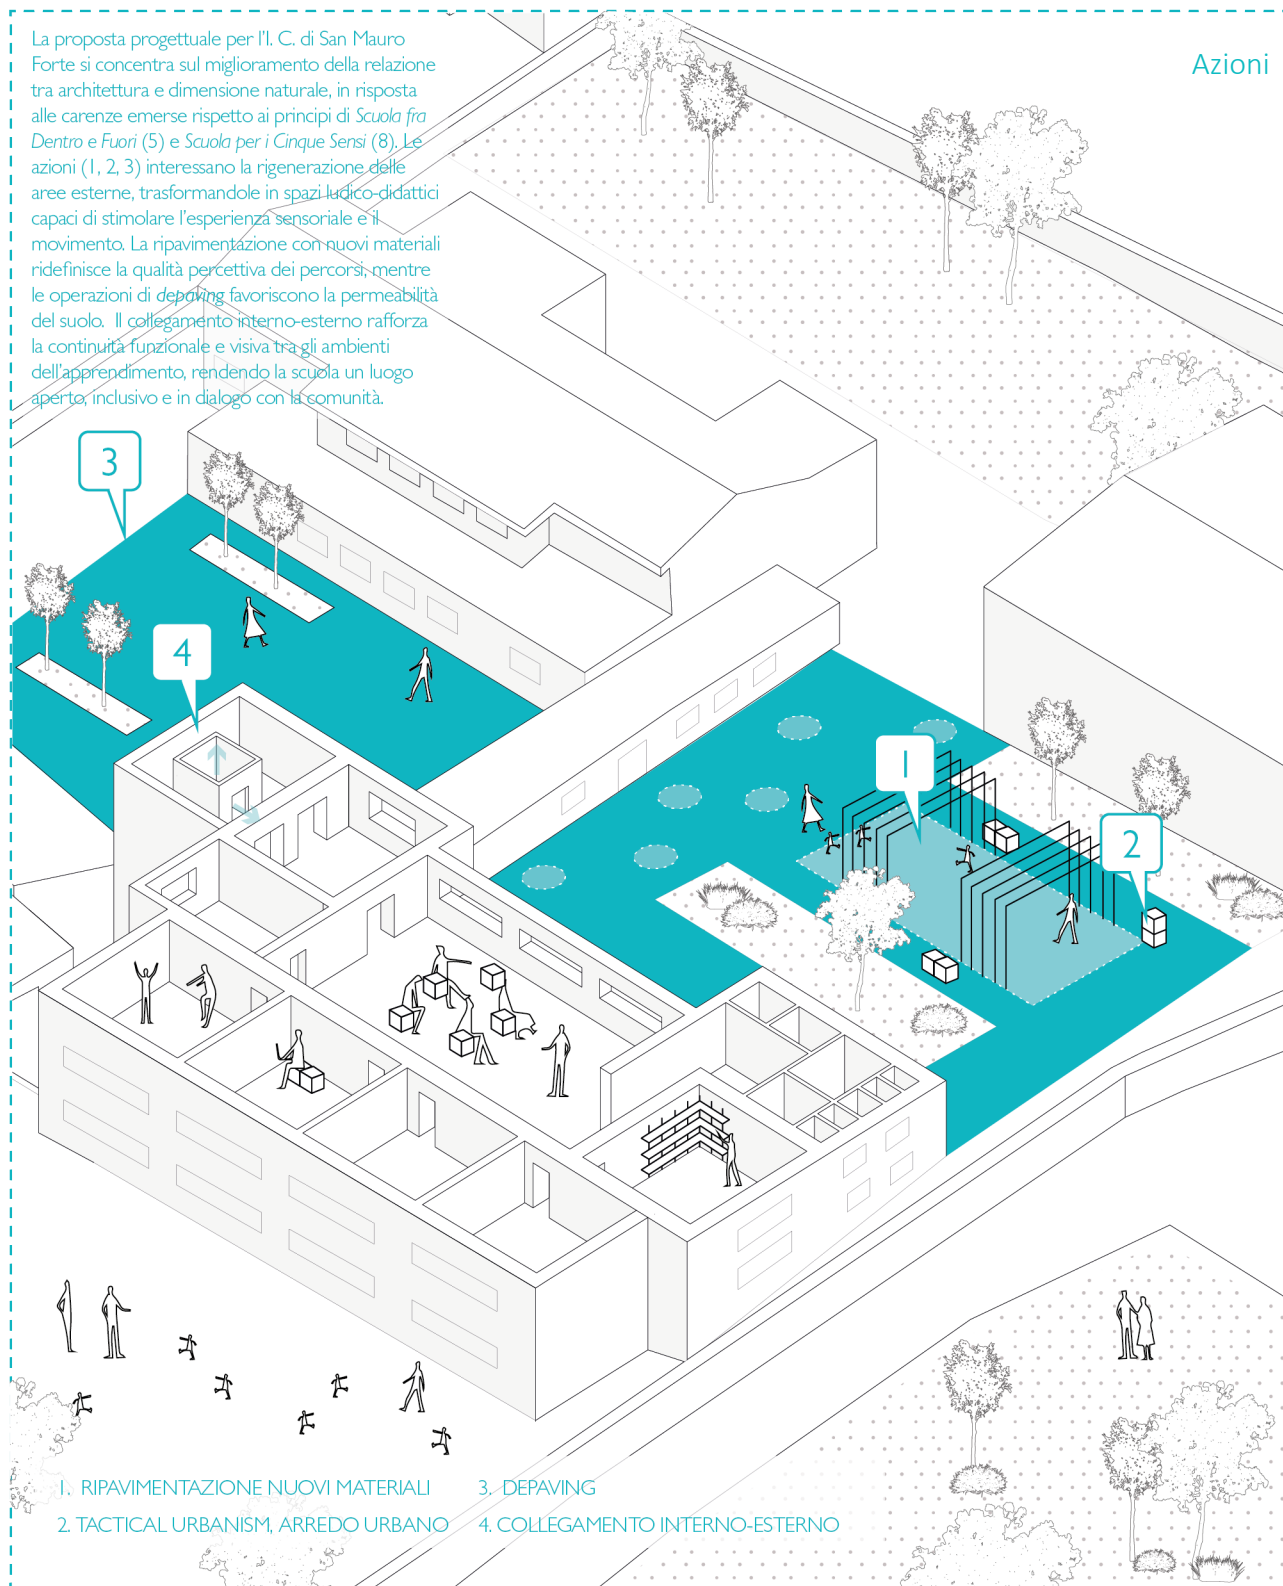 La proposta progettuale per l'I. C. di San Mauro
Forte si concentra sul miglioramento della relazione
tra architettura e dimensione naturale, in risposta
alle carenze emerse rispetto ai principi di Scuola fra
Dentro e Fuori (5) e Scuola per i Cinque Sensi (8). Le
azioni (1, 2, 3) interessano la rigenerazione delle
aree esterne, trasformandole in spazi ludico-didattici
capaci di stimolare l'esperienza sensoriale e il
movimento. La ripavimentazione con nuovi materiali
ridefinisce la qualità percettiva dei percorsi, mentre
le operazioni di depaving favoriscono la permeabilità
del suolo. Il collegamento interno-esterno rafforza
la continuità funzionale e visiva tra gli ambienti
dell'apprendimento, rendendo la scuola un luogo
aperto, inclusivo e in dialogo con la comunità.
Azioni
3
4
1
2
1. RIPAVIMENTAZIONE NUOVI MATERIALI
2. TACTICAL URBANISM, ARREDO URBANO
3. DEPAVING
4. COLLEGAMENTO INTERNO-ESTERNO